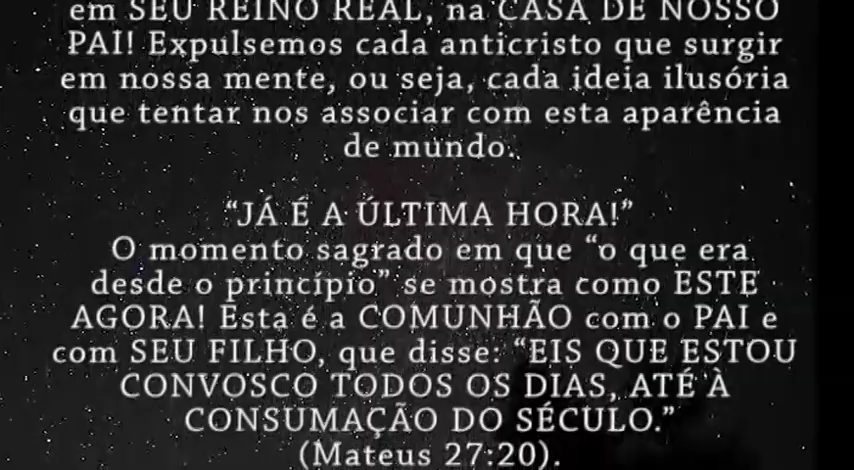 em SEU REINO REAL, na CASA DE NOSSO
PAI! Expulsemos cada anticristo que surgir
em nossa mente, ou seja, cada ideia ilusória
que tentar nos associar com esta aparência
de mundo.
“JÁ É A ÚLTIMA HORA!”
O momento sagrado em que “o que era
desde o princípio” se mostra como ESTE
AGORA! Esta é a COMUNHÃO com o PAI e
com SEU FILHO, que disse: “EIS QUE ESTOU
CONVOSCO TODOS OS DIAS, ATÉ À
CONSUMAÇÃO DO SÉCULO.”
(Mateus 27:20).